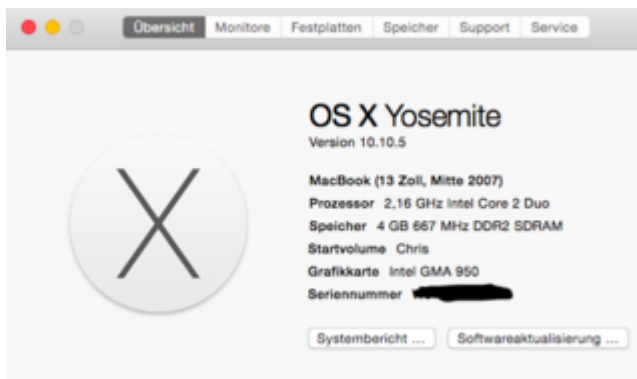 Übersicht Monitore Festplatten Speicher Support Service
OS X Yosemite
Version 10.10.5
MacBook (13 Zoll, Mitte 2007)
Prozessor 2,16 GHz Intel Core 2 Duo
Speicher 4 GB 667 MHz DDR2 SDRAM
Startvolume Chris
Grafikkarte Intel GMA 950
Seriennummer
Systembericht ... Softwareaktualisierung ...